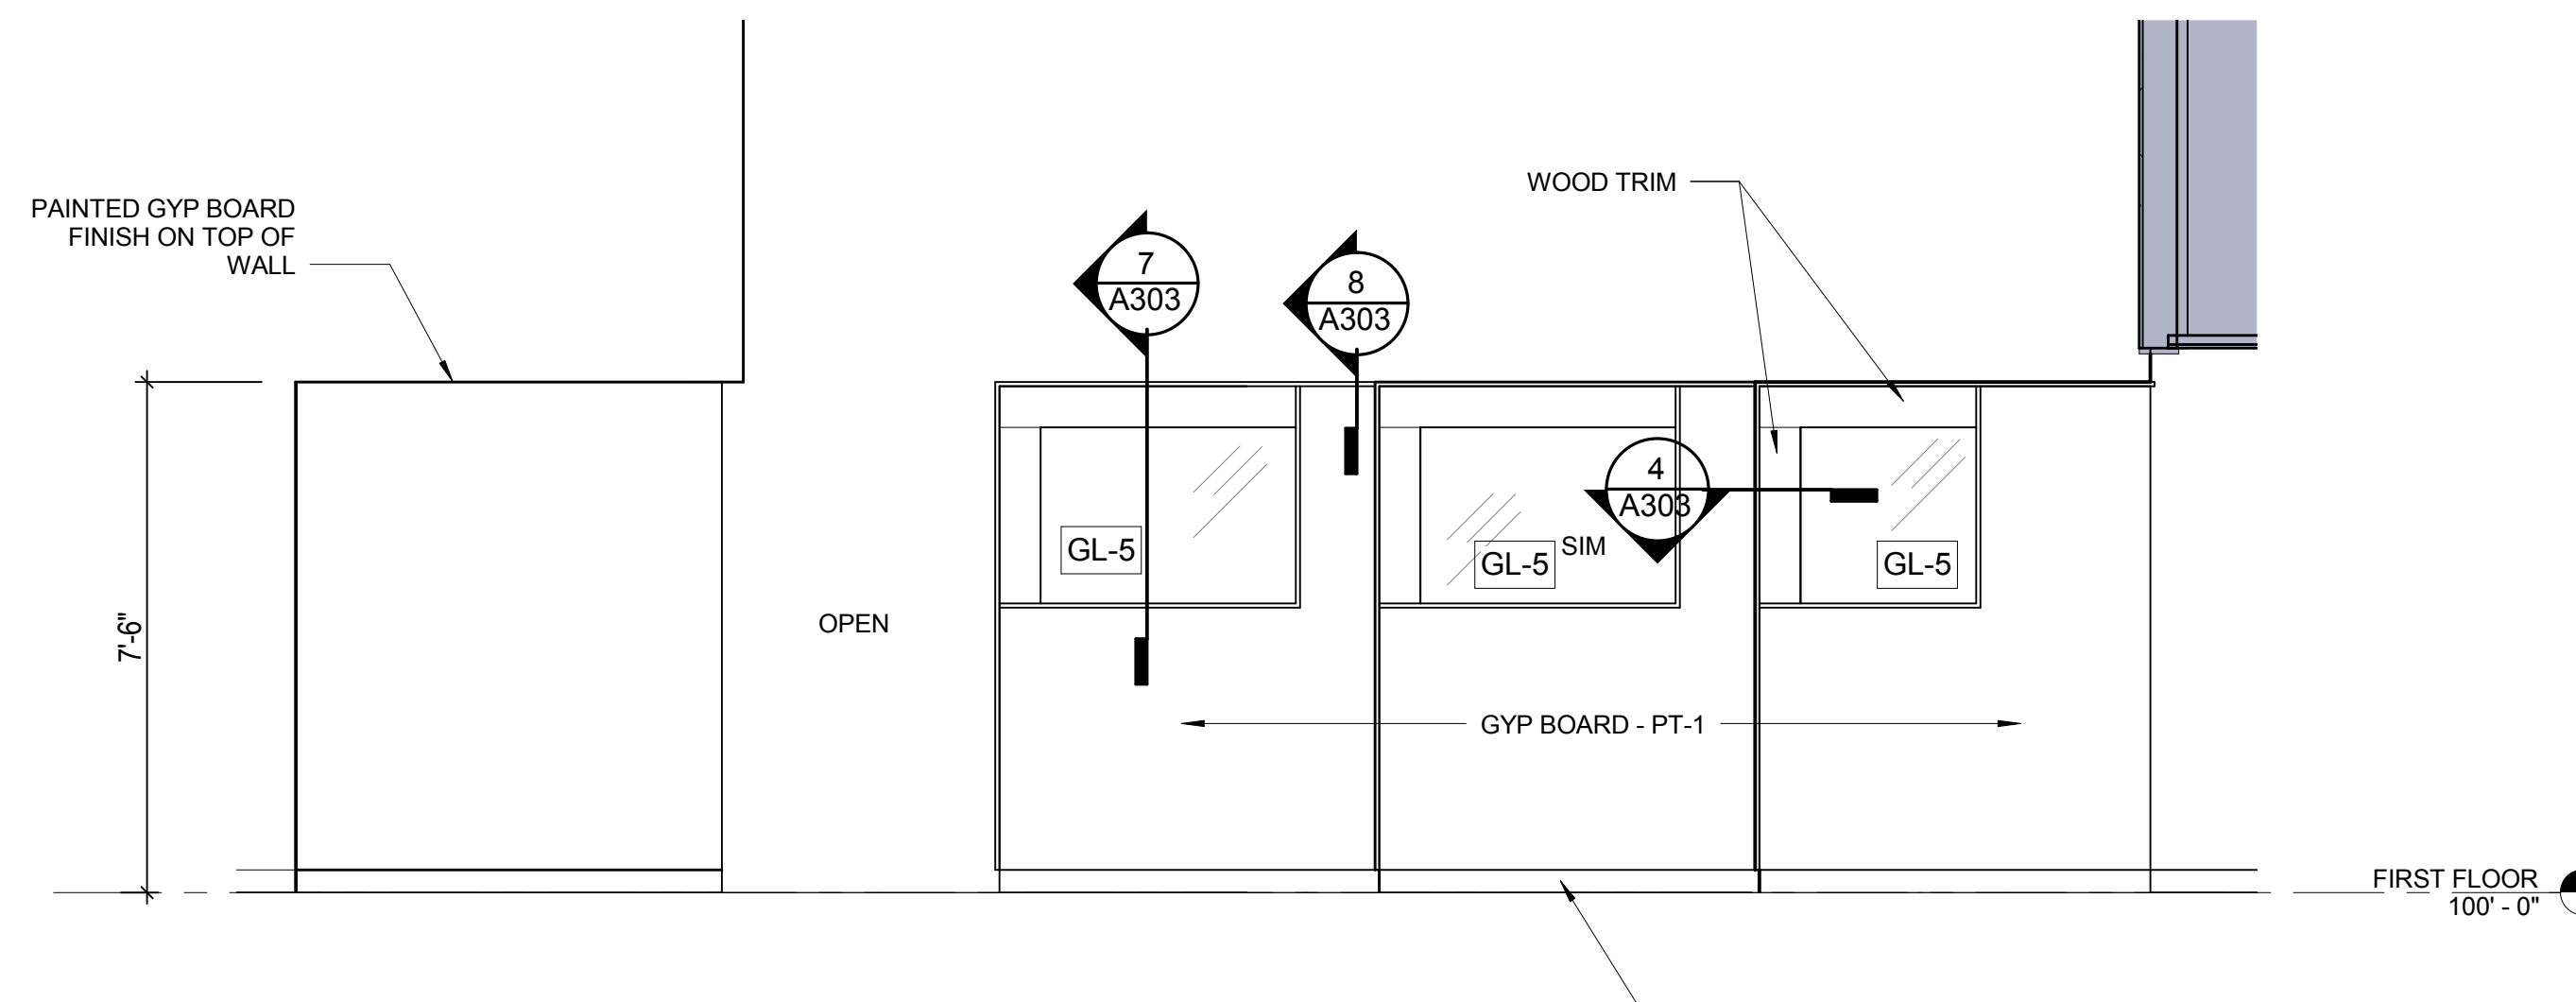 PAINTED GYP BOARD
FINISH ON TOP OF
WALL
7
A303
8
A303
WOOD TRIM
4
A303
SIM
GL-5
GL-5
GL-5
7'-6"
OPEN
GYP BOARD - PT-1
FIRST FLOOR
100' - 0"